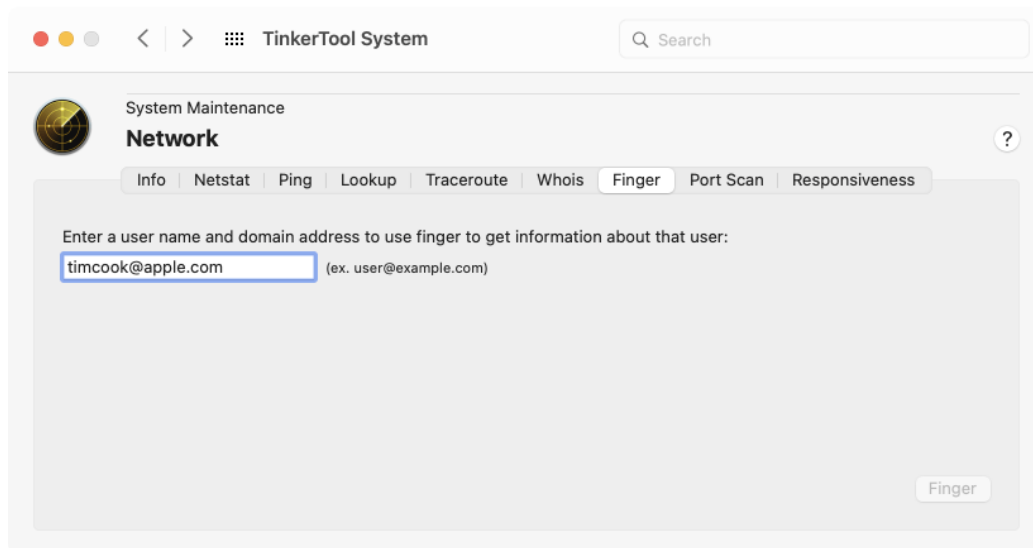 TinkerTool System
Search
System Maintenance
Network
?
Info Netstat Ping Lookup Traceroute Whois Finger Port Scan Responsiveness
Enter a user name and domain address to use finger to get information about that user:
timcook@apple.com (ex. user@example.com)
Finger